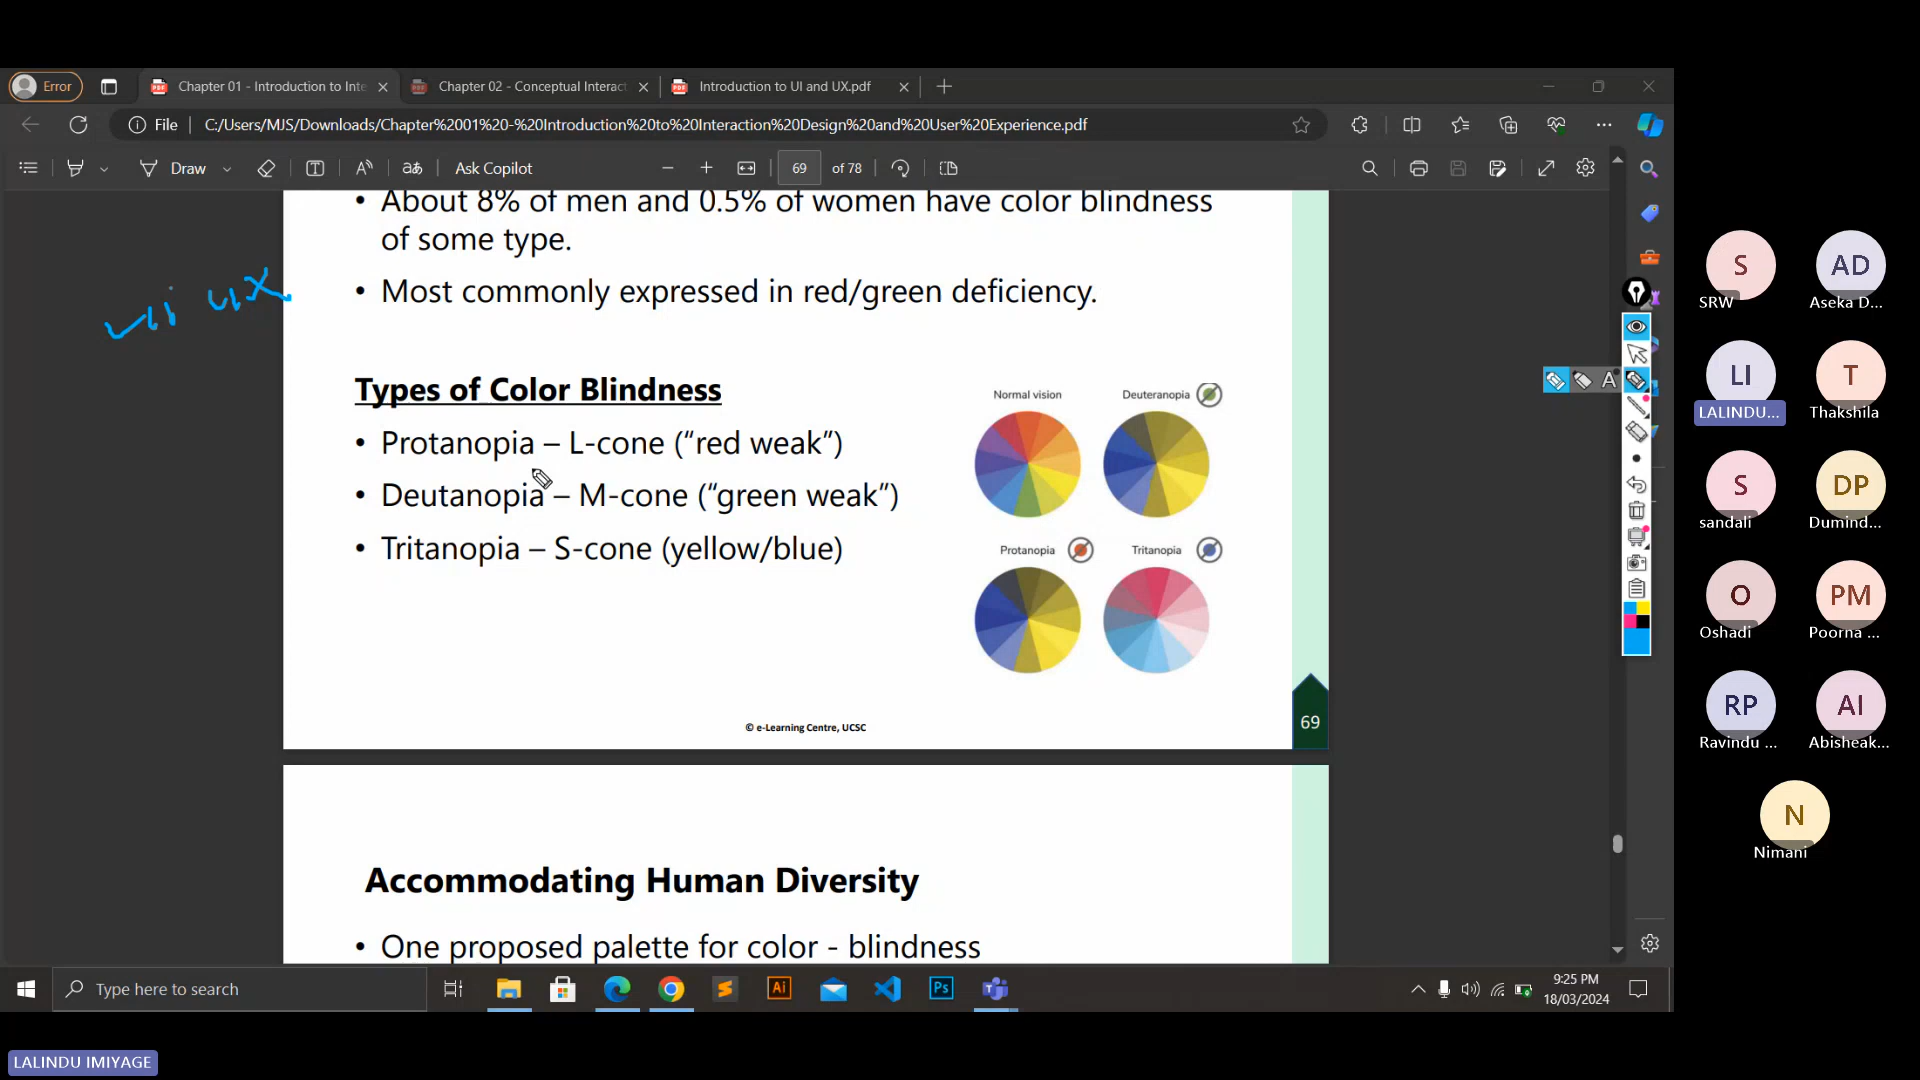 Error
Chapter 01 - Introduction to Inte
Chapter 02 - Conceptual Interact
Introduction to UI and UX.pdf
File
C:/Users/MJS/Downloads/Chapter%2001%20-%20Introduction%20to%20Interaction%20Design%20and%20User%20Experience.pdf
Draw
aあ
Ask Copilot
69 of 78
• About 8% of men and 0.5% of women have color blindness
of some type.
• Most commonly expressed in red/green deficiency.
ui ux
Types of Color Blindness
• Protanopia – L-cone (“red weak”)
• Deutanopia – M-cone (“green weak”)
• Tritanopia – S-cone (yellow/blue)
Normal vision
Deuteranopia
Protanopia
Tritanopia
© e-Learning Centre, UCSC
69
Accommodating Human Diversity
• One proposed palette for color - blindness
A
S
SRW
AD
Aseka D...
LI
LALINDU...
T
Thakshila
S
sandali
DP
Dumind...
O
Oshadi
PM
Poorna ...
RP
Ravindu ...
AI
Abisheak...
N
Nimani
Type here to search
Ai
Ps
9:25 PM
18/03/2024
LALINDU IMIYAGE